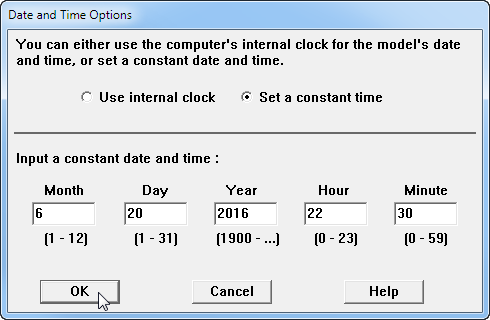 Date and Time Options
You can either use the computer's internal clock for the model's date
and time, or set a constant date and time.
Use internal clock Set a constant time
Input a constant date and time :
Month Day Year Hour Minute
6 20 2016 22 30
(1 - 12) (1 - 31) (1900 - ...) (0 - 23) (0 - 59)
OK Cancel Help